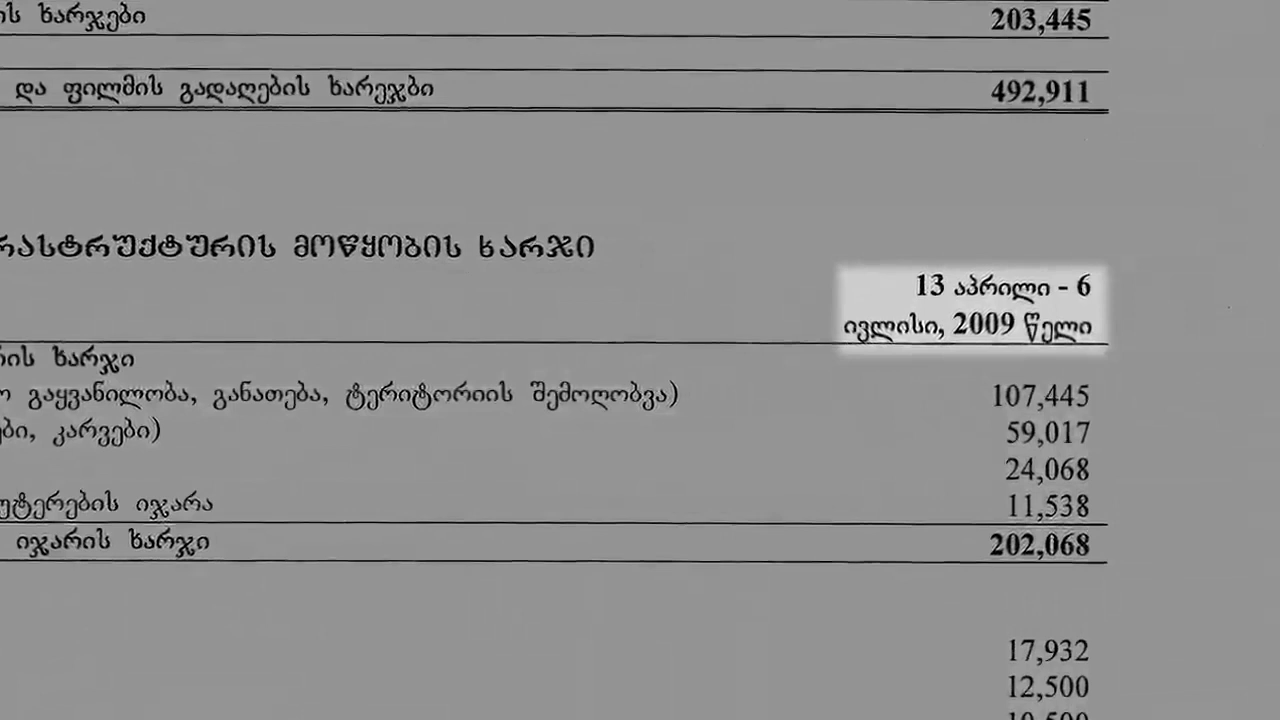 ის ხარჯები 203,445
და ფილმის გადაღების ხარეჯბი 492,911
რასტრუქტურის მოწყობის ხარჯი
13 აპრილი - 6
ივლისი, 2009 წელი
რის ხარჯი
ო გაყვანილობა, განათება, ტერიტორიის შემოღობვა) 107,445
ები, კარვები) 59,017
24,068
უტერების იჯარა 11,538
იჯარის ხარჯი 202,068
17,932
12,500